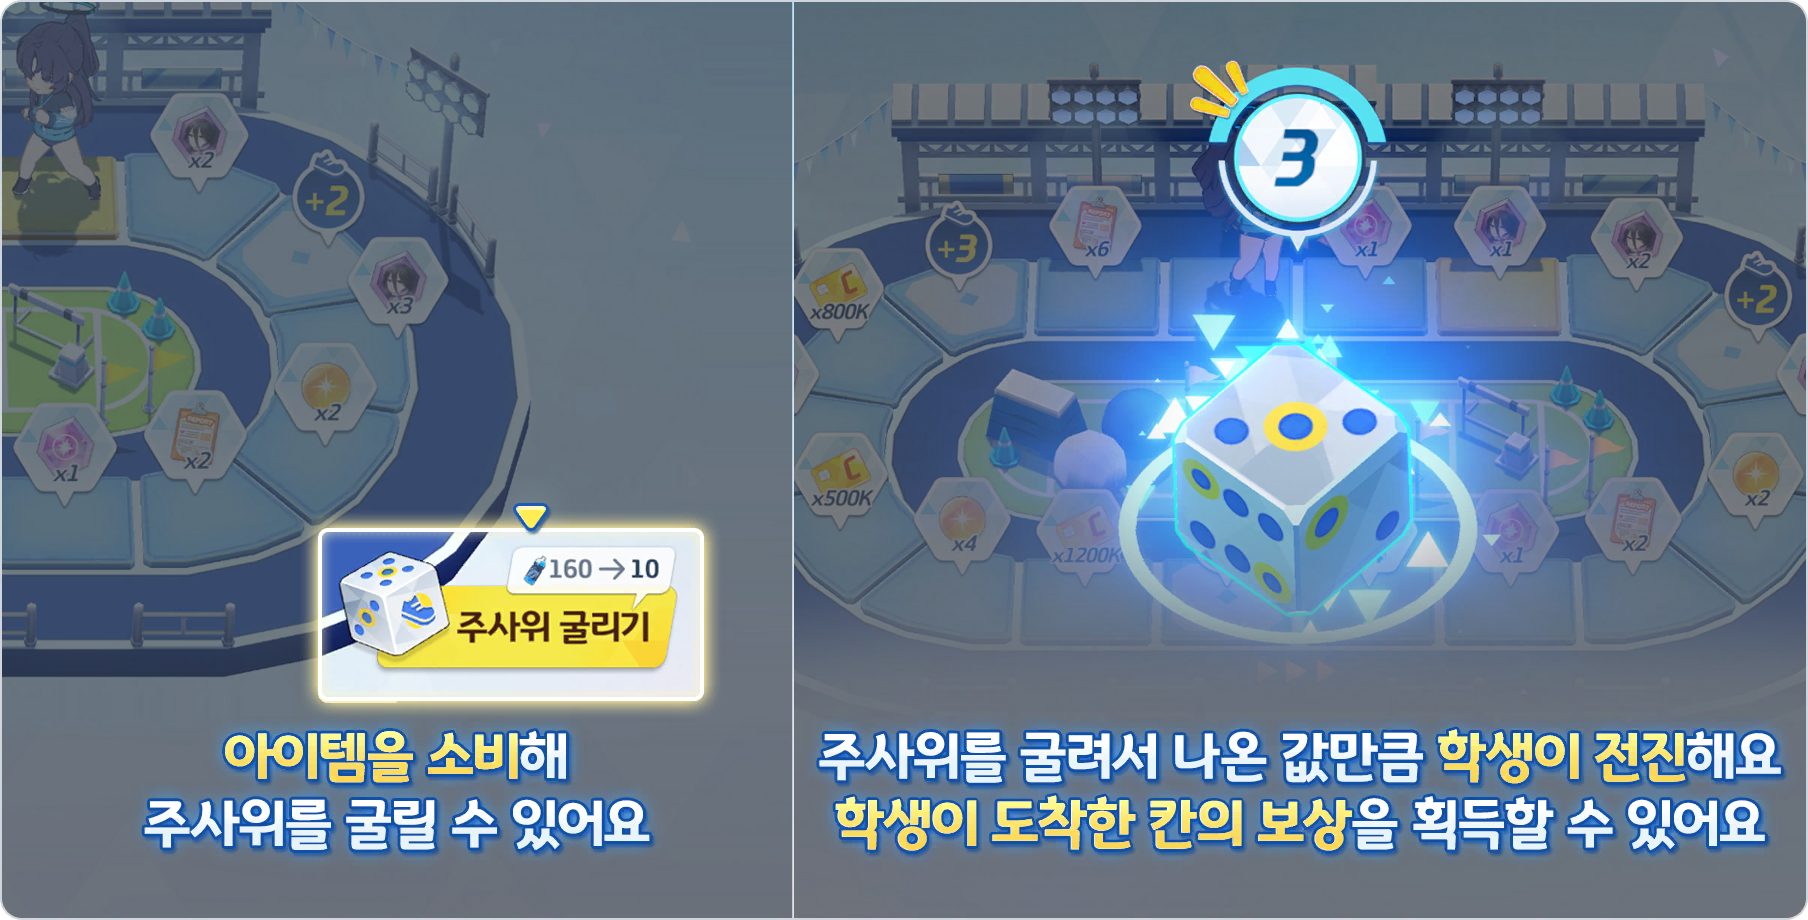 x2
+2
x3
x2
x2
x1
160→10
주사위 굴리기
아이템을 소비해
주사위를 굴릴 수 있어요
3
+3
x6
x1
x1
x2
+2
C
x800K
C
x500K
x4
C
x1200K
x1
x2
x2
주사위를 굴려서 나온 값만큼 학생이 전진해요
학생이 도착한 칸의 보상을 획득할 수 있어요